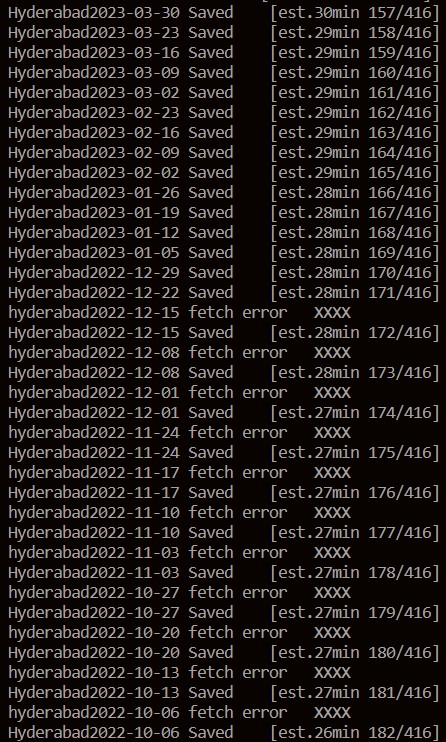 Hyderabad2023-03-30 Saved [est.30min 157/416]
Hyderabad2023-03-23 Saved [est.29min 158/416]
Hyderabad2023-03-16 Saved [est.29min 159/416]
Hyderabad2023-03-09 Saved [est.29min 160/416]
Hyderabad2023-03-02 Saved [est.29min 161/416]
Hyderabad2023-02-23 Saved [est.29min 162/416]
Hyderabad2023-02-16 Saved [est.29min 163/416]
Hyderabad2023-02-09 Saved [est.29min 164/416]
Hyderabad2023-02-02 Saved [est.29min 165/416]
Hyderabad2023-01-26 Saved [est.28min 166/416]
Hyderabad2023-01-19 Saved [est.28min 167/416]
Hyderabad2023-01-12 Saved [est.28min 168/416]
Hyderabad2023-01-05 Saved [est.28min 169/416]
Hyderabad2022-12-29 Saved [est.28min 170/416]
Hyderabad2022-12-22 Saved [est.28min 171/416]
hyderabad2022-12-15 fetch error XXXX
Hyderabad2022-12-15 Saved [est.28min 172/416]
hyderabad2022-12-08 fetch error XXXX
Hyderabad2022-12-08 Saved [est.28min 173/416]
hyderabad2022-12-01 fetch error XXXX
Hyderabad2022-12-01 Saved [est.27min 174/416]
hyderabad2022-11-24 fetch error XXXX
Hyderabad2022-11-24 Saved [est.27min 175/416]
hyderabad2022-11-17 fetch error XXXX
Hyderabad2022-11-17 Saved [est.27min 176/416]
hyderabad2022-11-10 fetch error XXXX
Hyderabad2022-11-10 Saved [est.27min 177/416]
hyderabad2022-11-03 fetch error XXXX
Hyderabad2022-11-03 Saved [est.27min 178/416]
hyderabad2022-10-27 fetch error XXXX
Hyderabad2022-10-27 Saved [est.27min 179/416]
hyderabad2022-10-20 fetch error XXXX
Hyderabad2022-10-20 Saved [est.27min 180/416]
hyderabad2022-10-13 fetch error XXXX
Hyderabad2022-10-13 Saved [est.27min 181/416]
hyderabad2022-10-06 fetch error XXXX
Hyderabad2022-10-06 Saved [est.26min 182/416]